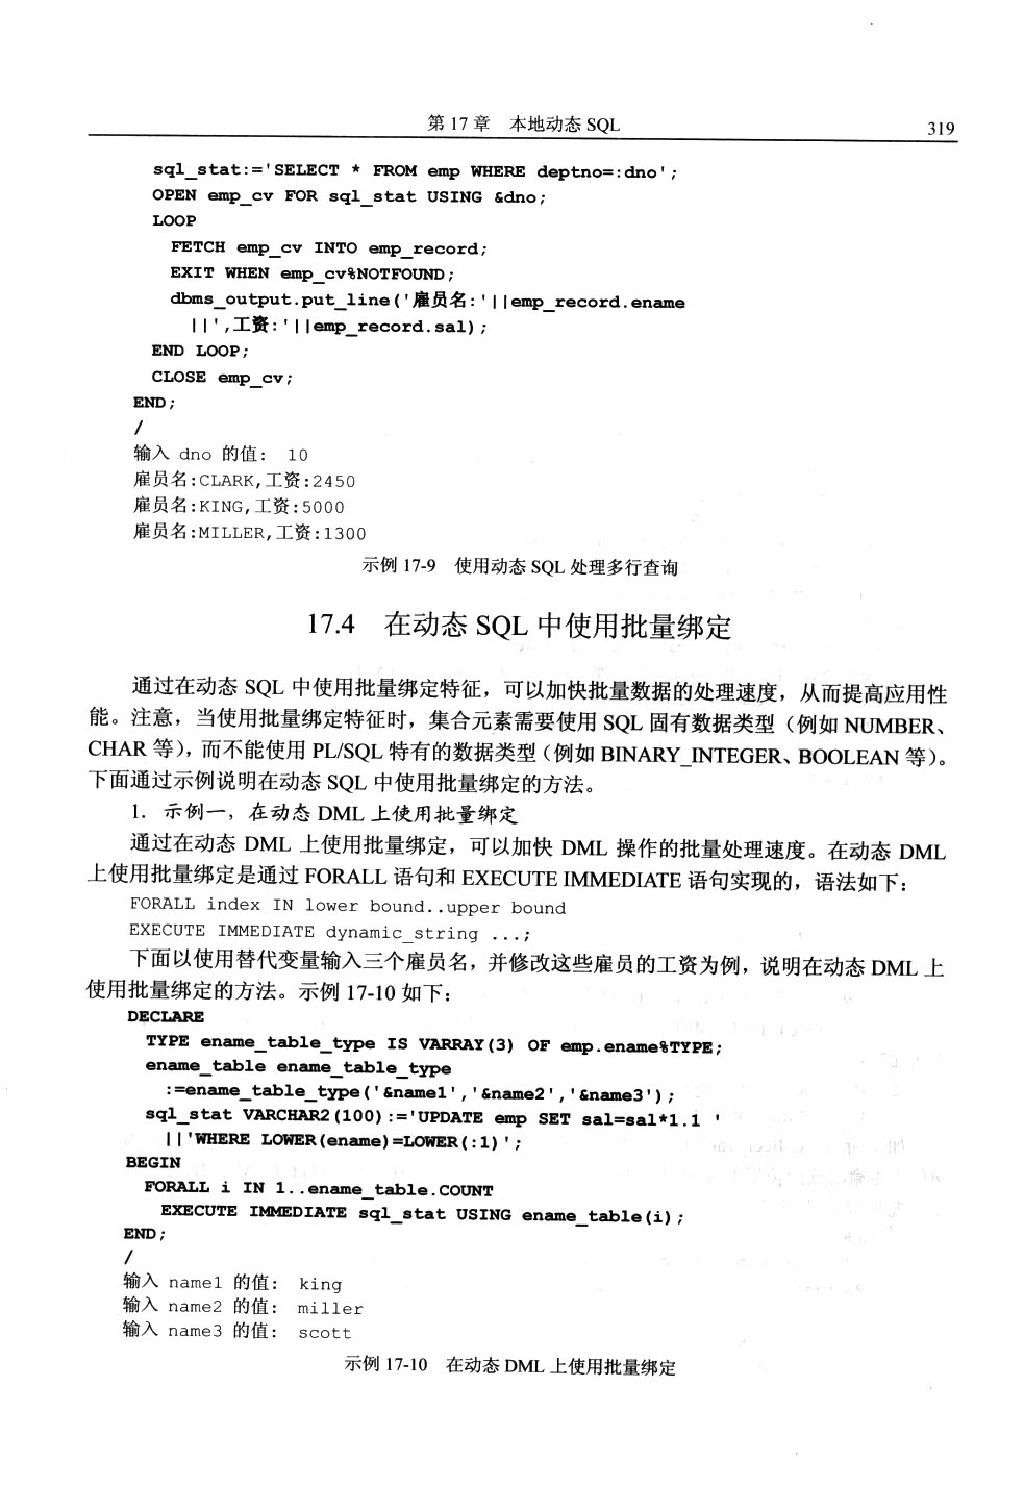 第 17 章 本地动态 SQL 319
sql_stat:='SELECT * FROM emp WHERE deptno=:dno';
OPEN emp_cv FOR sql_stat USING &dno;
LOOP
FETCH emp_cv INTO emp_record;
EXIT WHEN emp_cv%NOTFOUND;
dbms_output.put_line('雇员名:'||emp_record.ename
||',工资:'||emp_record.sal);
END LOOP;
CLOSE emp_cv;
END;
/
输入 dno 的值: 10
雇员名:CLARK,工资:2450
雇员名:KING,工资:5000
雇员名:MILLER,工资:1300
示例 17-9 使用动态 SQL 处理多行查询
17.4 在动态 SQL 中使用批量绑定
通过在动态 SQL 中使用批量绑定特征，可以加快批量数据的处理速度，从而提高应用性
能。注意，当使用批量绑定特征时，集合元素需要使用 SQL 固有数据类型（例如 NUMBER、
CHAR 等），而不能使用 PL/SQL 特有的数据类型（例如 BINARY_INTEGER、BOOLEAN 等）。
下面通过示例说明在动态 SQL 中使用批量绑定的方法。
1. 示例一，在动态 DML 上使用批量绑定
通过在动态 DML 上使用批量绑定，可以加快 DML 操作的批量处理速度。在动态 DML
上使用批量绑定是通过 FORALL 语句和 EXECUTE IMMEDIATE 语句实现的，语法如下：
FORALL index IN lower bound..upper bound
EXECUTE IMMEDIATE dynamic_string ...;
下面以使用替代变量输入三个雇员名，并修改这些雇员的工资为例，说明在动态 DML 上
使用批量绑定的方法。示例 17-10 如下：
DECLARE
TYPE ename_table_type IS VARRAY(3) OF emp.ename%TYPE;
ename_table ename_table_type
:=ename_table_type('&name1','&name2','&name3');
sql_stat VARCHAR2(100):='UPDATE emp SET sal=sal*1.1 '
||'WHERE LOWER(ename)=LOWER(:1)';
BEGIN
FORALL i IN 1..ename_table.COUNT
EXECUTE IMMEDIATE sql_stat USING ename_table(i);
END;
/
输入 name1 的值: king
输入 name2 的值: miller
输入 name3 的值: scott
示例 17-10 在动态 DML 上使用批量绑定